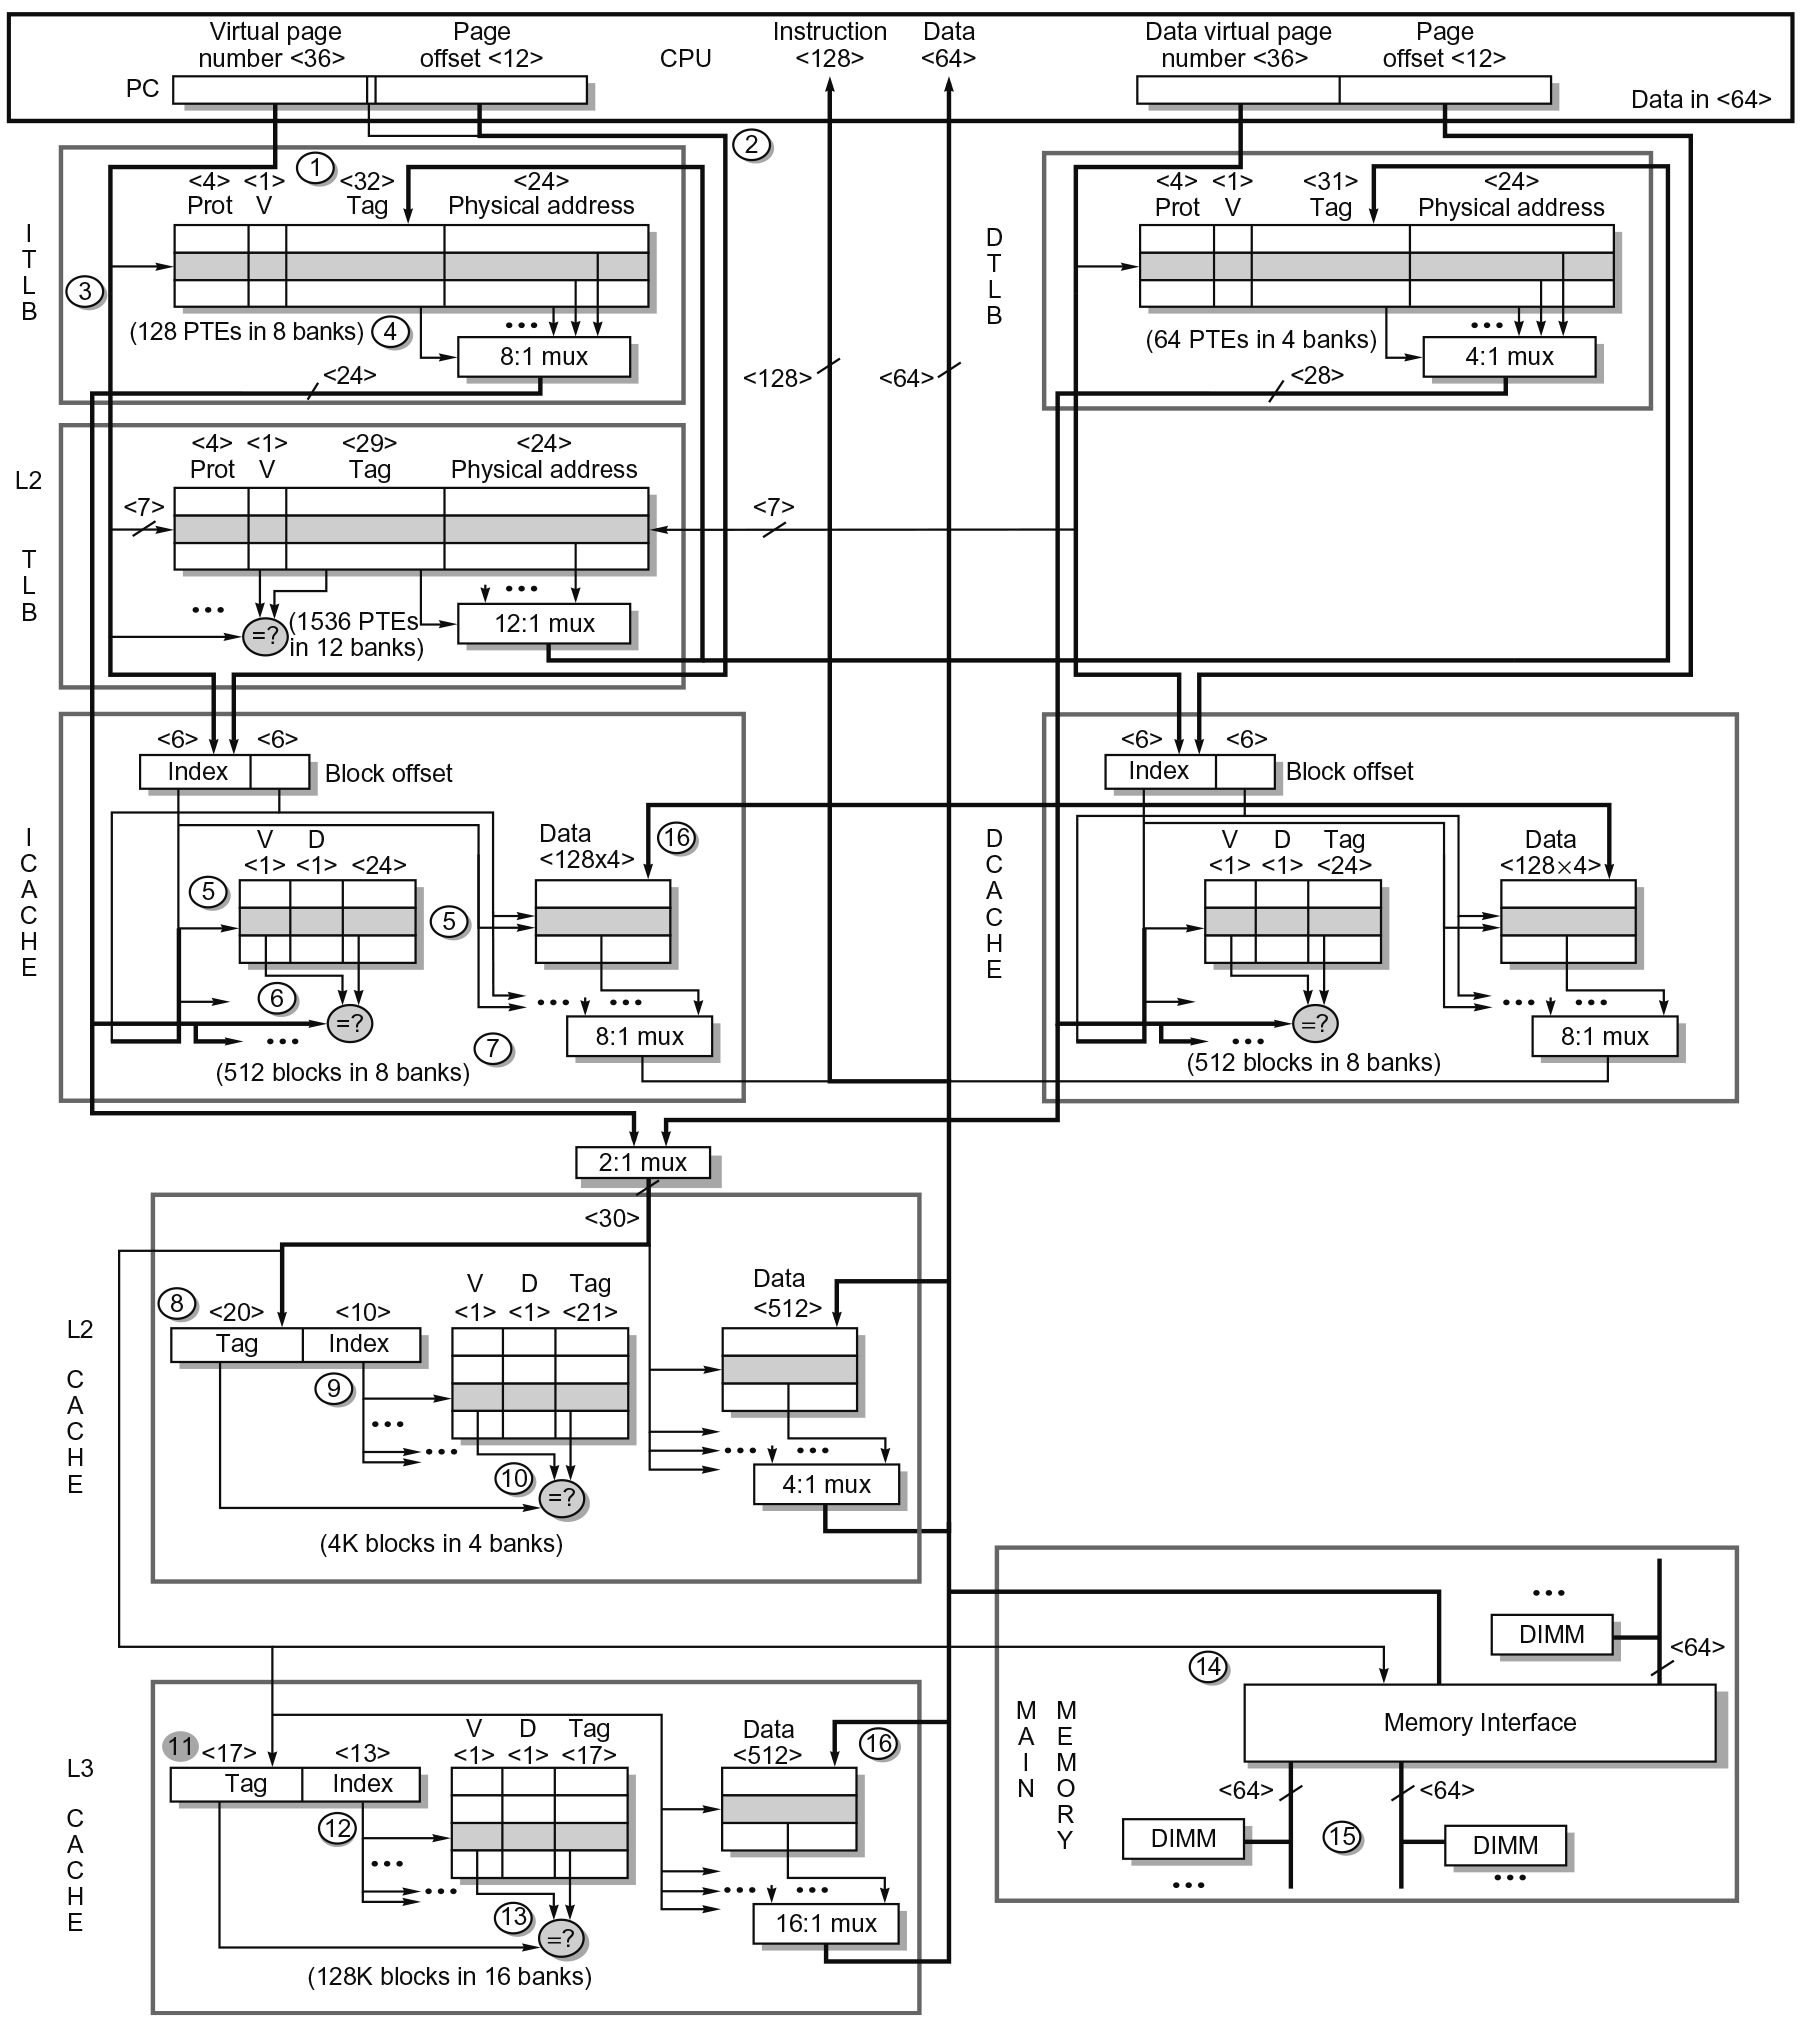 Virtual page
number <36>
Page
offset <12>
CPU
Instruction
<128>
Data
<64>
Data virtual page
number <36>
Page
offset <12>
PC
Data in <64>
1
2
<4> <1> <32> <24>
Prot V Tag Physical address
I
T
L
B
3
(128 PTEs in 8 banks)
4
•••
8:1 mux
<24>
<4> <1> <31> <24>
Prot V Tag Physical address
D
T
L
B
(64 PTEs in 4 banks)
•••
4:1 mux
<28>
<128>
<64>
L2
T
L
B
<4> <1> <29> <24>
Prot V Tag Physical address
<7>
<7>
•••
=?
(1536 PTEs
in 12 banks)
•••
12:1 mux
I
C
A
C
H
E
<6> <6>
Index
Block offset
V D
<1> <1> <24>
Data
<128x4>
16
5
5
6
=?
•••
7
••• •••
8:1 mux
(512 blocks in 8 banks)
D
C
A
C
H
E
<6> <6>
Index
Block offset
V D Tag
<1> <1> <24>
Data
<128×4>
=?
•••
••• •••
8:1 mux
(512 blocks in 8 banks)
2:1 mux
<30>
L2
C
A
C
H
E
8
<20> <10>
Tag Index
V D Tag
<1> <1> <21>
Data
<512>
9
•••
•••
10
=?
••• •••
4:1 mux
(4K blocks in 4 banks)
L3
C
A
C
H
E
11
<17> <13>
Tag Index
V D Tag
<1> <1> <17>
Data
<512>
16
12
•••
•••
13
=?
••• •••
16:1 mux
(128K blocks in 16 banks)
M
A
I
N
M
E
M
O
R
Y
•••
DIMM
<64>
14
Memory Interface
<64>
<64>
DIMM
15
DIMM
•••
•••